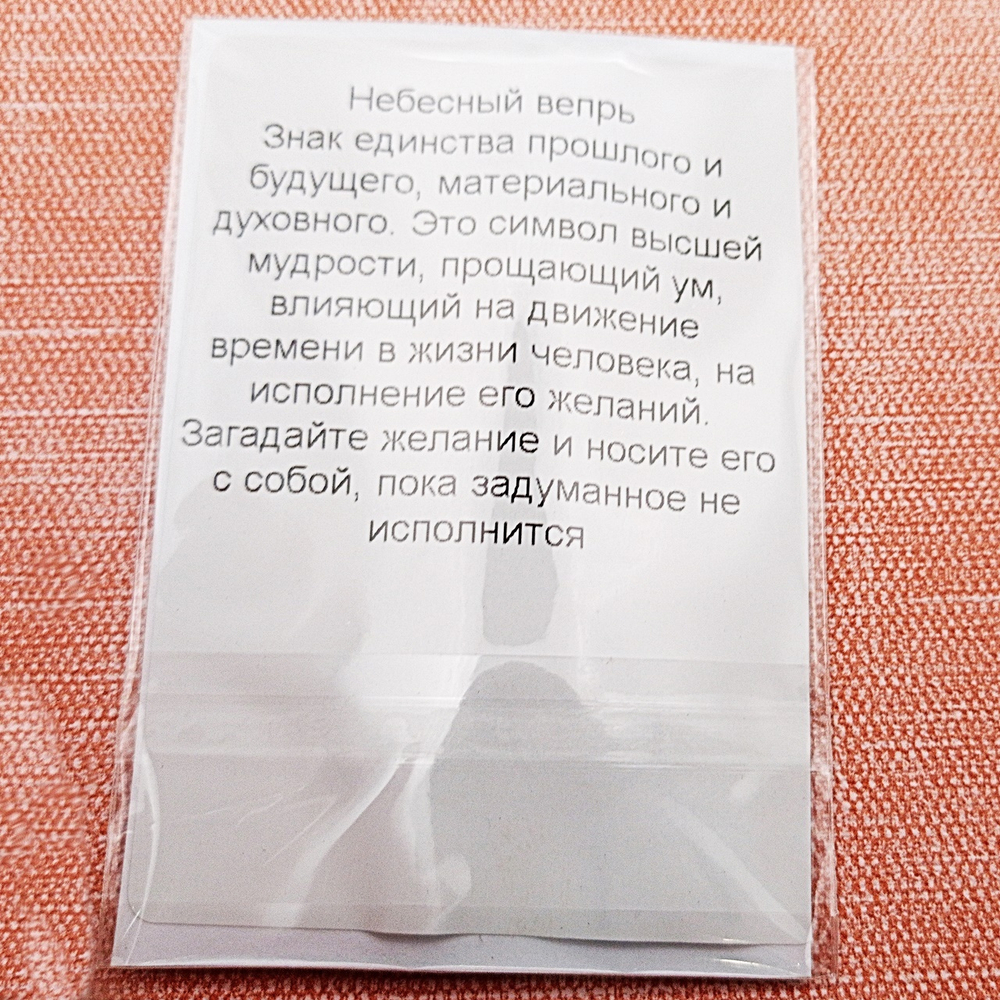 Небесный вепрь
Знак единства прошлого и
будущего, материального и
духовного. Это символ высшей
мудрости, прощающий ум,
влияющий на движение
времени в жизни человека, на
исполнение его желаний.
Загадайте желание и носите его
с собой, пока задуманное не
исполнится